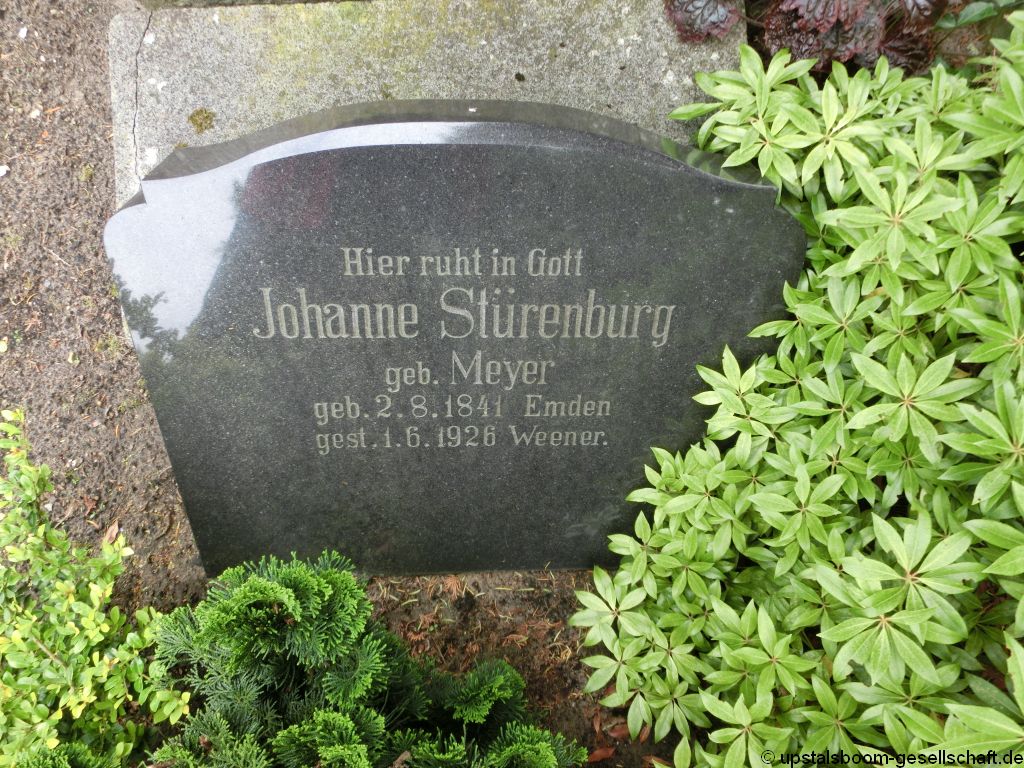 Hier ruht in Gott
Johanne Stürenburg
geb. Meyer
geb. 2. 8. 1841 Emden
gest. 1. 6. 1926 Weener.
© upstalsboom-gesellschaft.de